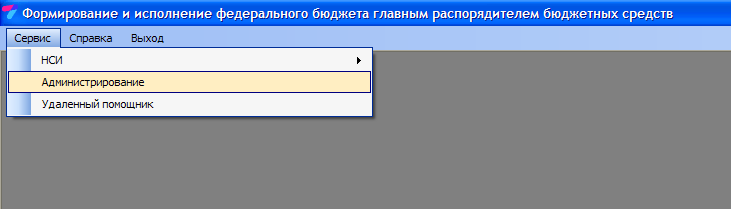 Формирование и исполнение федерального бюджета главным распорядителем бюджетных средств
Сервис Справка Выход
НСИ
Администрирование
Удаленный помощник